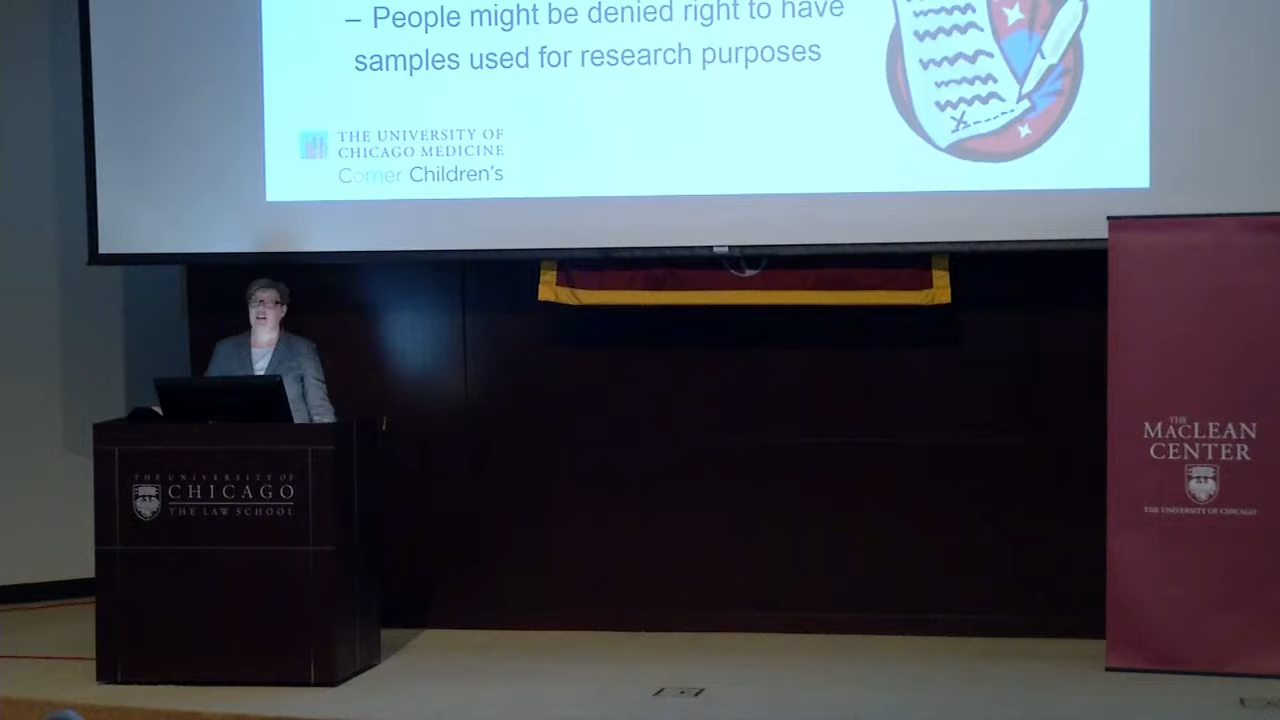 – People might be denied right to have
samples used for research purposes
THE UNIVERSITY OF
CHICAGO MEDICINE
Comer Children's
THE UNIVERSITY OF
CHICAGO
THE LAW SCHOOL
THE
MACLEAN
CENTER
THE UNIVERSITY OF CHICAGO